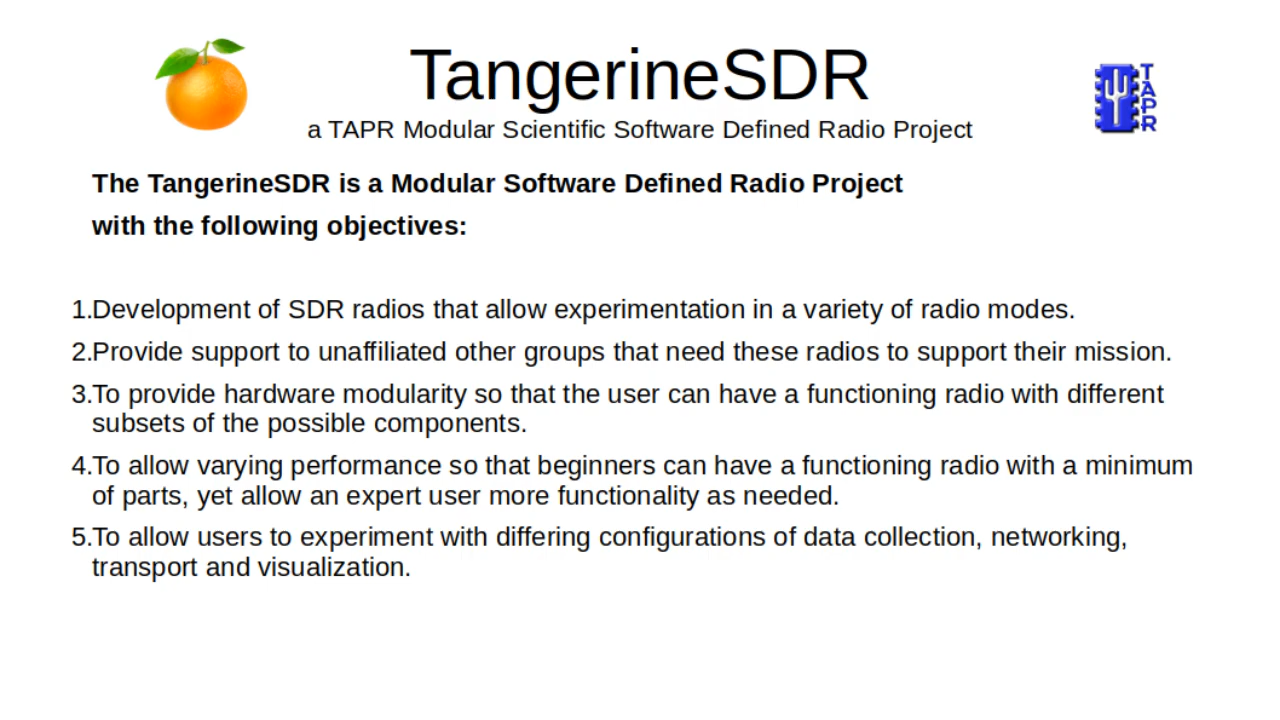 TangerineSDR
a TAPR Modular Scientific Software Defined Radio Project
TAPR
The TangerineSDR is a Modular Software Defined Radio Project
with the following objectives:
1.Development of SDR radios that allow experimentation in a variety of radio modes.
2.Provide support to unaffiliated other groups that need these radios to support their mission.
3.To provide hardware modularity so that the user can have a functioning radio with different
subsets of the possible components.
4.To allow varying performance so that beginners can have a functioning radio with a minimum
of parts, yet allow an expert user more functionality as needed.
5.To allow users to experiment with differing configurations of data collection, networking,
transport and visualization.